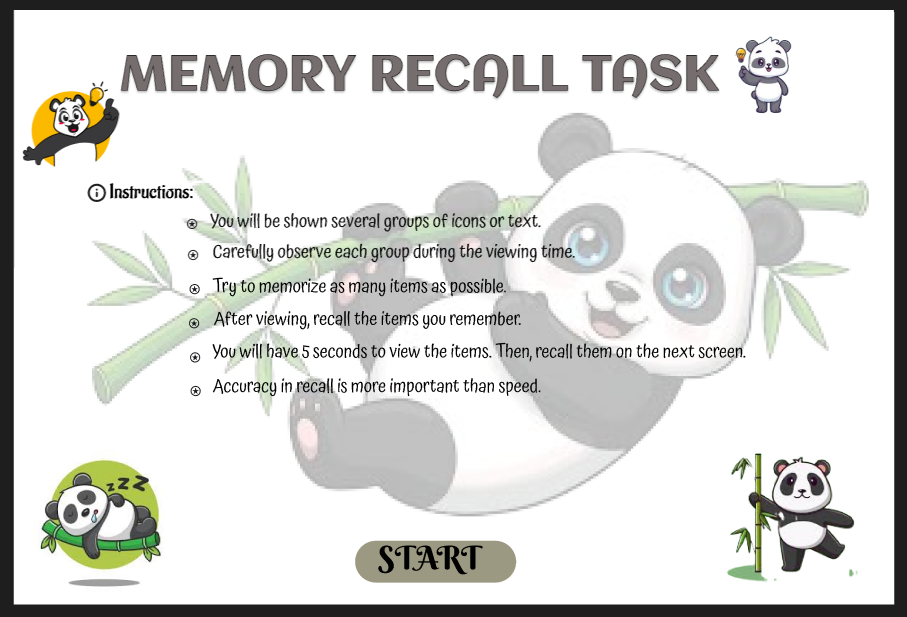 MEMORY RECALL TASK
Instructions:
You will be shown several groups of icons or text.
Carefully observe each group during the viewing time.
Try to memorize as many items as possible.
After viewing, recall the items you remember.
You will have 5 seconds to view the items. Then, recall them on the next screen.
Accuracy in recall is more important than speed.
zzZ
START